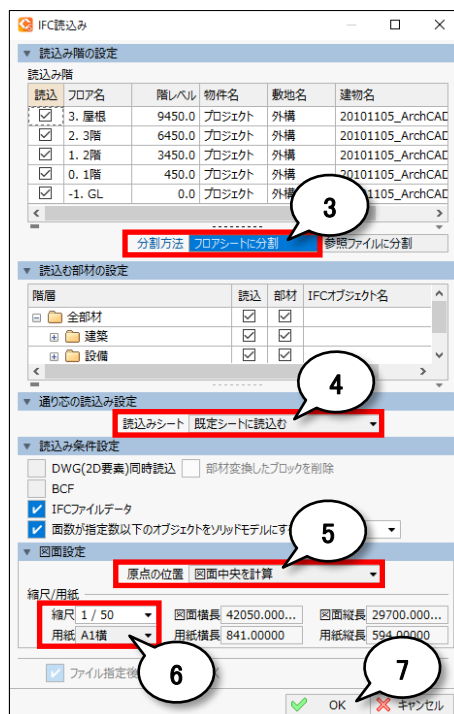 IFC読込み
読込み階の設定
読込み階
読込 フロア名 階レベル 物件名 敷地名 建物名
3. 屋根 9450.0 プロジェクト 外構 20101105_ArchCAD
2. 3階 6450.0 プロジェクト 外構 20101105_ArchCAD
1. 2階 3450.0 プロジェクト 外構 20101105_ArchCAD
0. 1階 450.0 プロジェクト 外構 20101105_ArchCAD
-1. GL 0.0 プロジェクト 外構 1105_ArchCAD
3
分割方法 フロアシートに分割 参照ファイルに分割
読込む部材の設定
階層 読込 部材 IFCオブジェクト名
全部材
建築
設備
4
通り芯の読込み設定
読込みシート 既定シートに読込む
読込み条件設定
DWG(2D要素)同時読込 部材変換したブロックを削除
BCF
IFCファイルデータ
面数が指定数以下のオブジェクトをソリッドモデルにす
5
図面設定
原点の位置 図面中央を計算
縮尺/用紙
縮尺 1 / 50 図面横長 42050.000... 図面縦長 29700.000...
用紙 A1横 用紙横長 841.00000 用紙縦長 594.00000
6
7
ファイル指定後
OK キャンセル